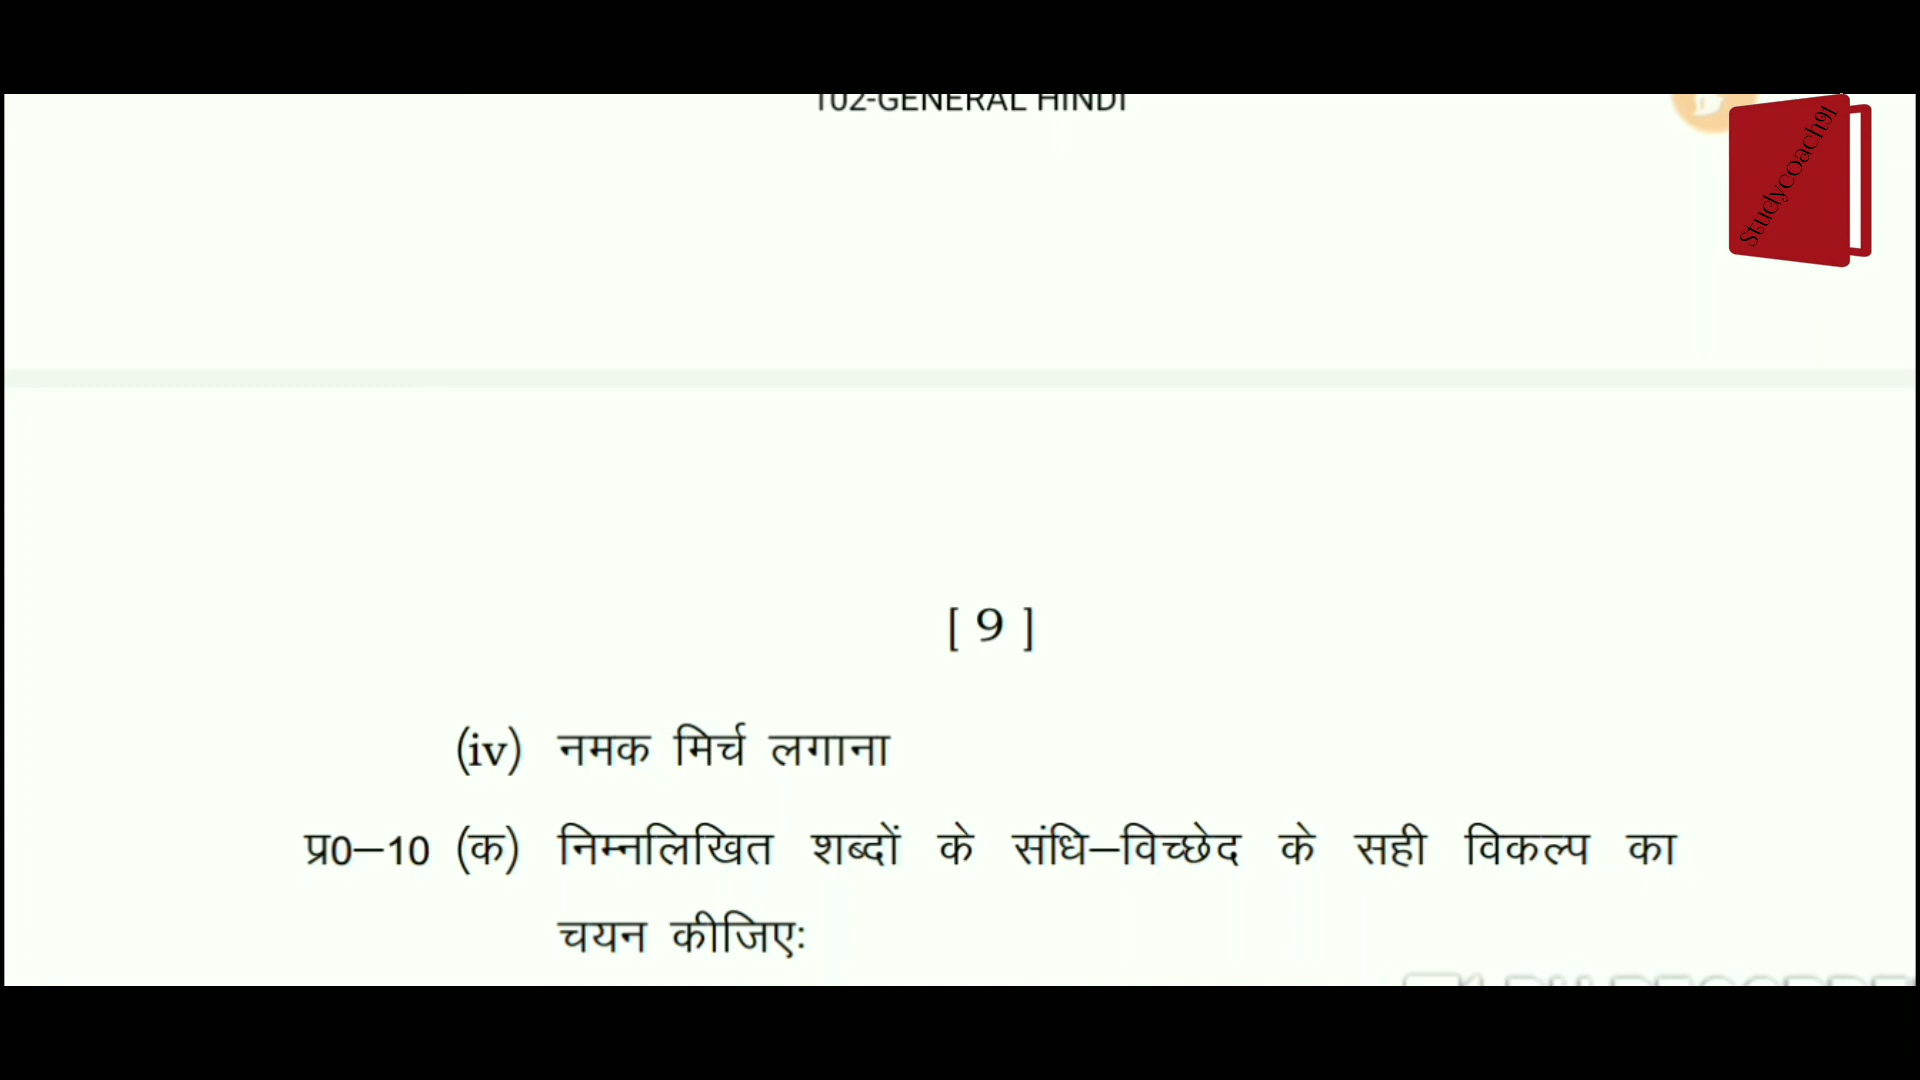 102-GENERAL HINDI
Studycoach91
[ 9 ]
(iv) नमक मिर्च लगाना
प्र0–10 (क) निम्नलिखित शब्दों के संधि–विच्छेद के सही विकल्प का
चयन कीजिएः